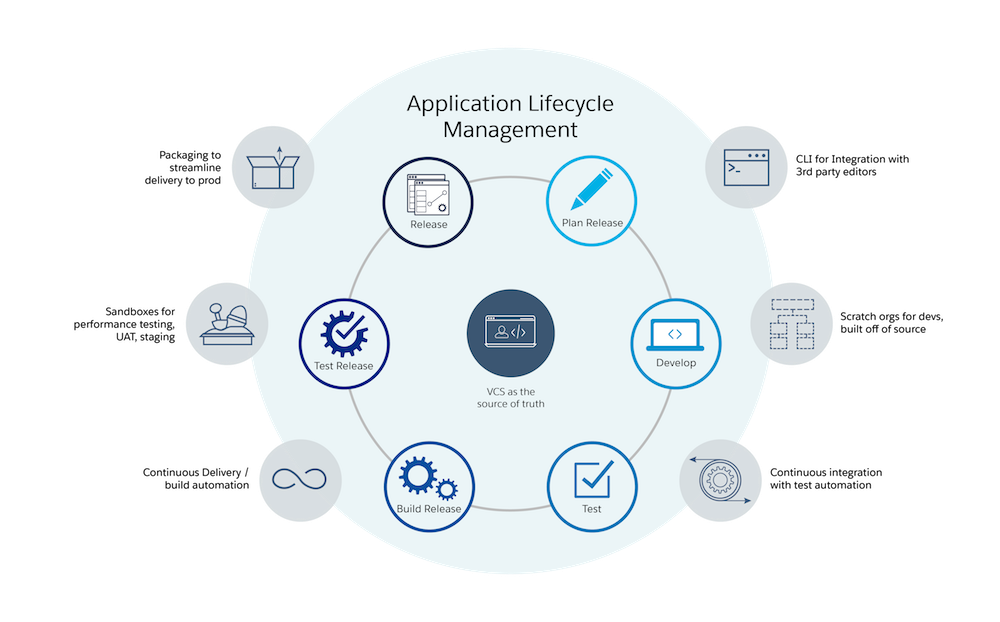 Application Lifecycle
Management
Packaging to
streamline
delivery to prod
CLI for Integration with
3rd party editors
Release
Plan Release
Sandboxes for
performance testing,
UAT, staging
Scratch orgs for devs,
built off of source
Test Release
Develop
VCS as the
source of truth
Continuous Delivery /
build automation
Continuous integration
with test automation
Build Release
Test